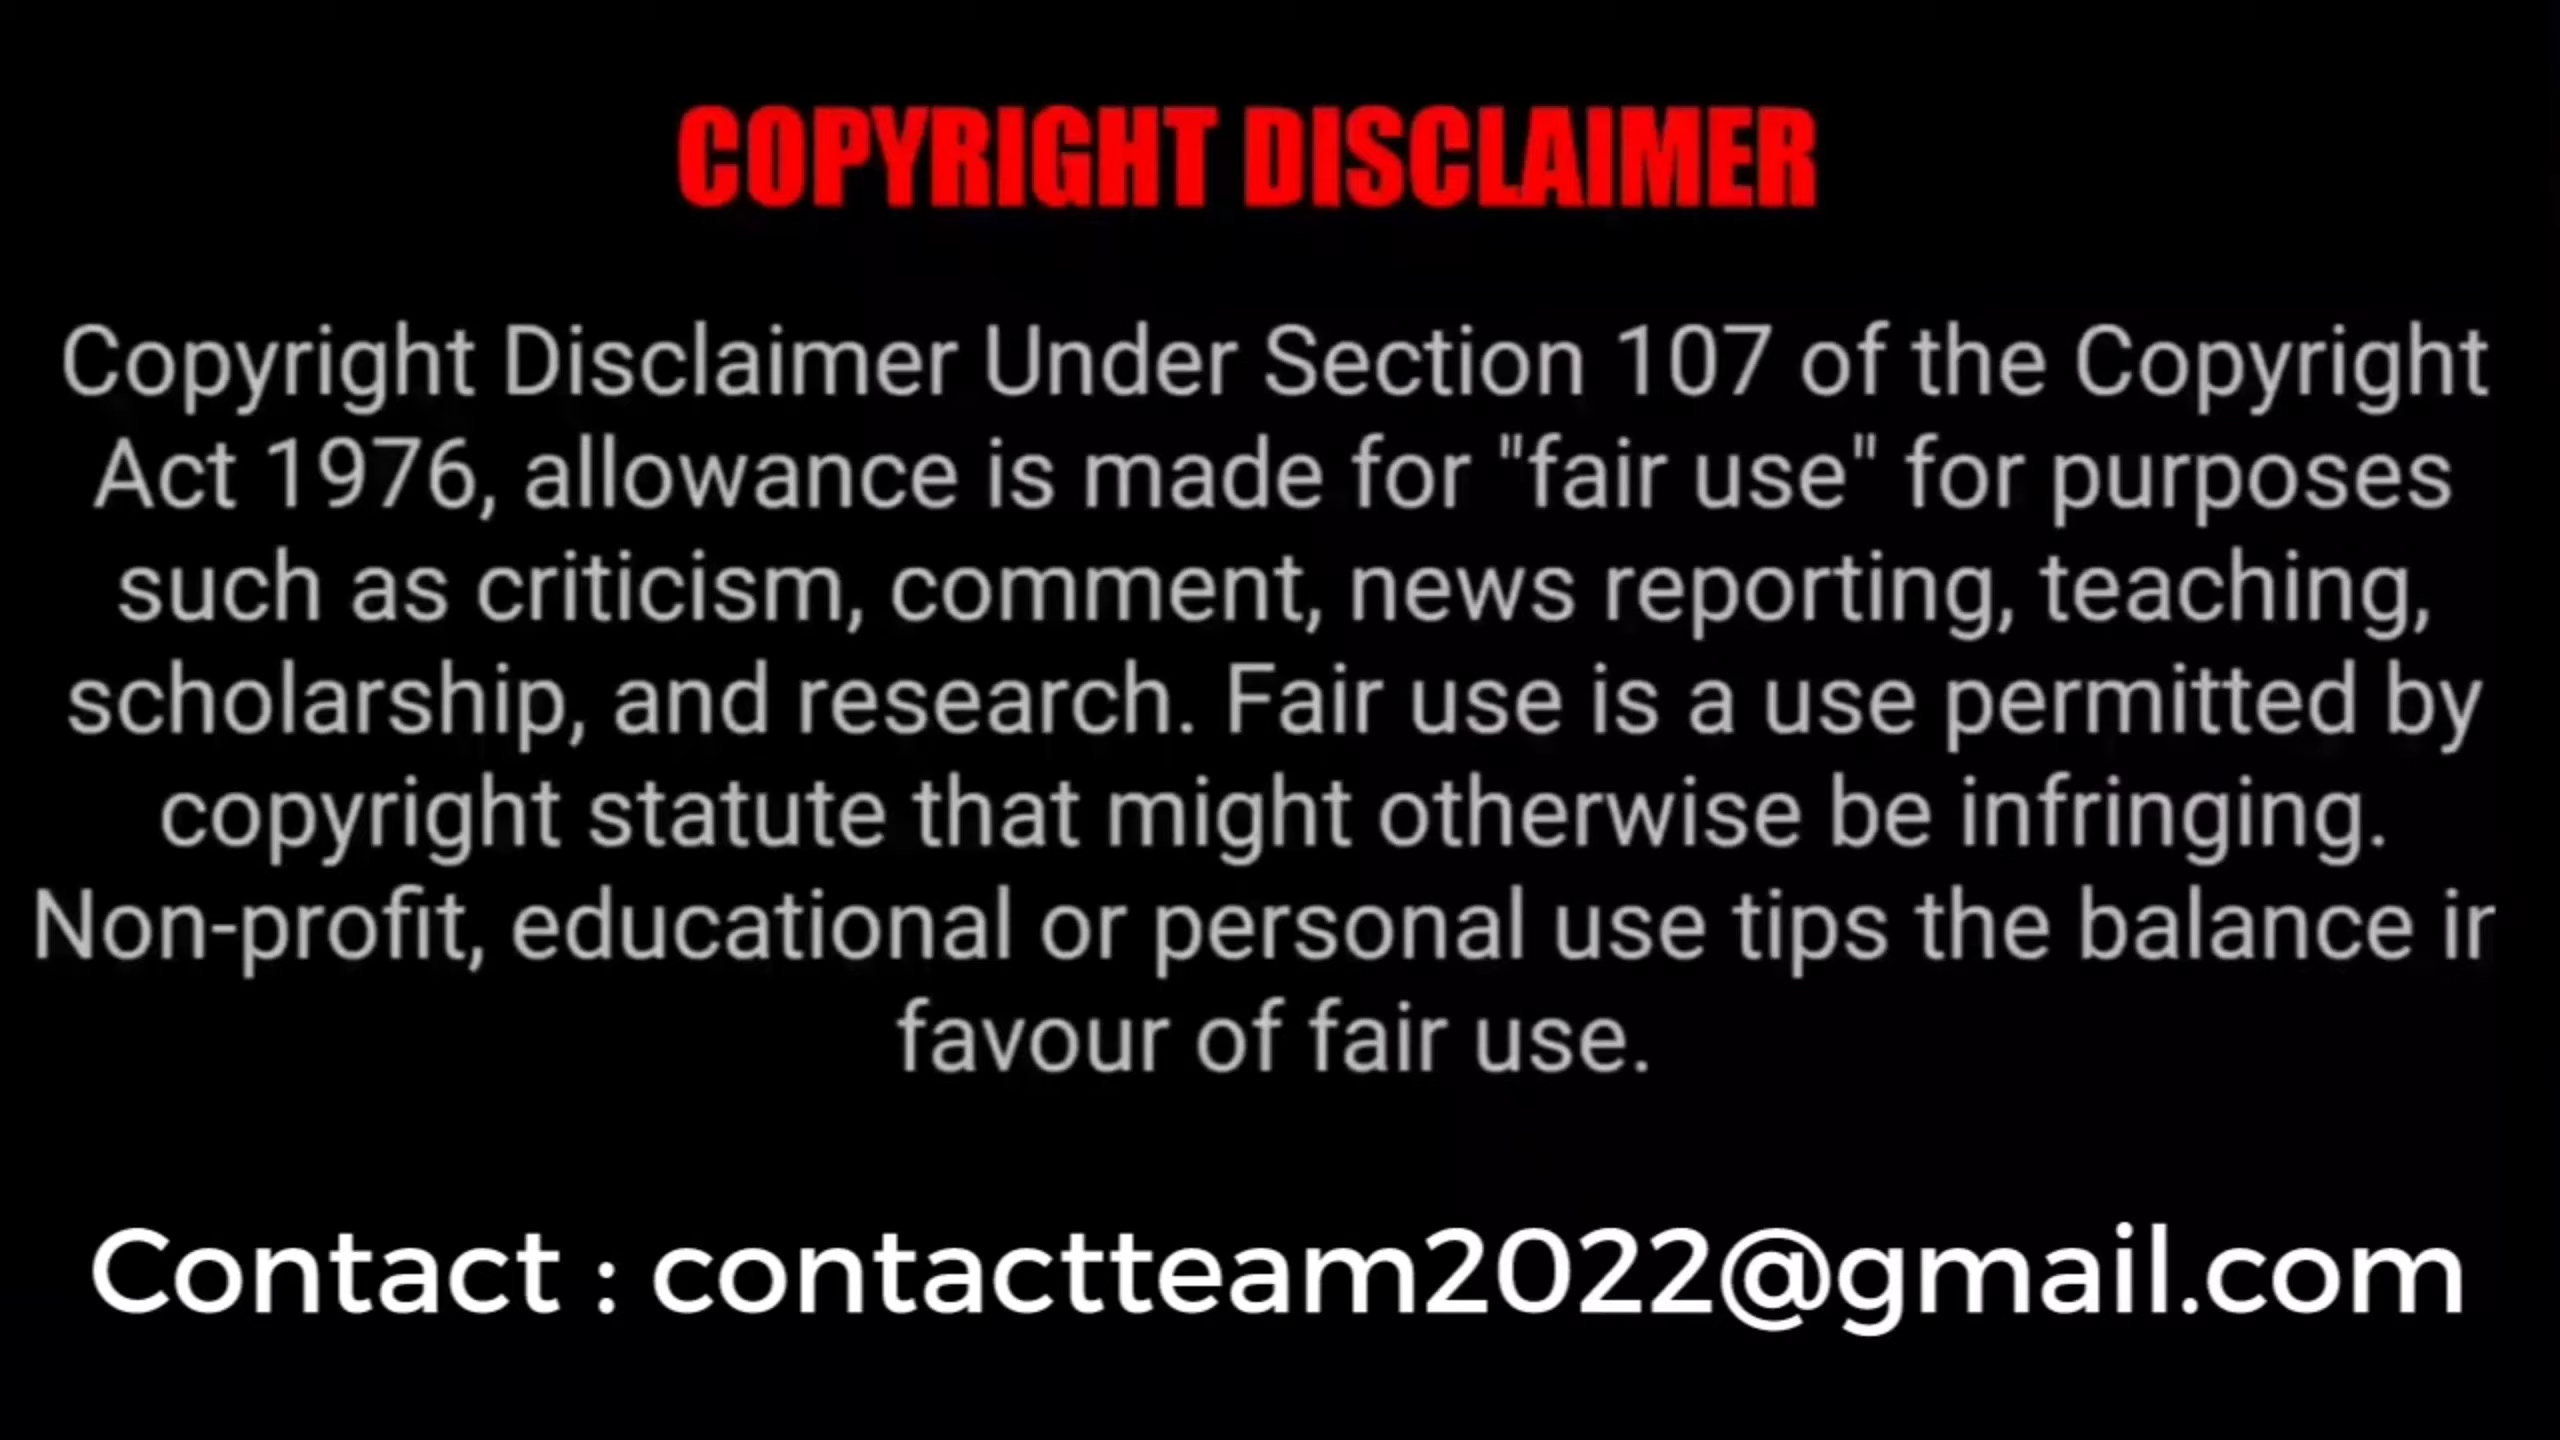 COPYRIGHT DISCLAIMER
Copyright Disclaimer Under Section 107 of the Copyright
Act 1976, allowance is made for "fair use" for purposes
such as criticism, comment, news reporting, teaching,
scholarship, and research. Fair use is a use permitted by
copyright statute that might otherwise be infringing.
Non-profit, educational or personal use tips the balance in
favour of fair use.
Contact : contactteam2022@gmail.com